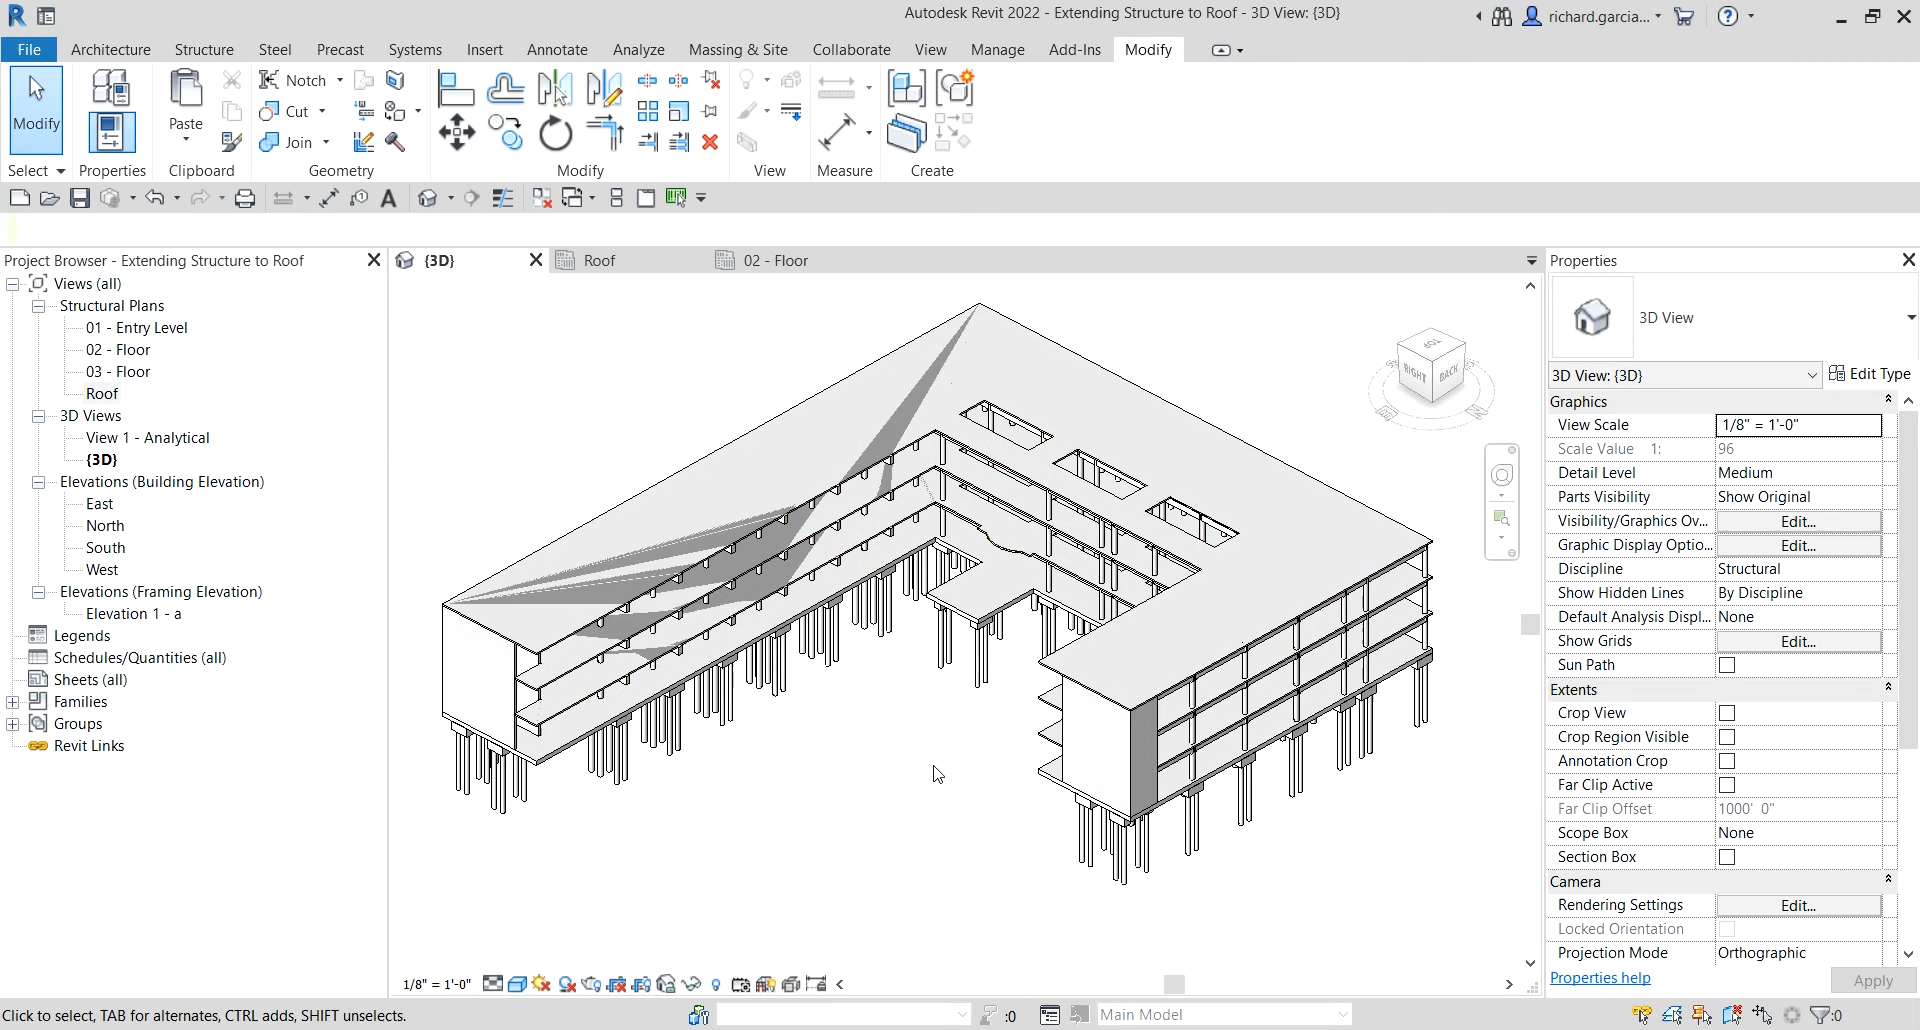 Autodesk Revit 2022 - Extending Structure to Roof - 3D View: {3D}
richard.garcia...
File Architecture Structure Steel Precast Systems Insert Annotate Analyze Massing & Site Collaborate View Manage Add-Ins Modify
Modify
Paste
Notch
Cut
Join
Select Properties Clipboard Geometry Modify View Measure Create
Project Browser - Extending Structure to Roof
{3D} Roof 02 - Floor
Views (all)
Structural Plans
01 - Entry Level
02 - Floor
03 - Floor
Roof
3D Views
View 1 - Analytical
{3D}
Elevations (Building Elevation)
East
North
South
West
Elevations (Framing Elevation)
Elevation 1 - a
Legends
Schedules/Quantities (all)
Sheets (all)
Families
Groups
Revit Links
TOP
RIGHT BACK
Properties
3D View
3D View: {3D} Edit Type
Graphics
View Scale 1/8" = 1'-0"
Scale Value 1: 96
Detail Level Medium
Parts Visibility Show Original
Visibility/Graphics Ov... Edit...
Graphic Display Optio... Edit...
Discipline Structural
Show Hidden Lines By Discipline
Default Analysis Displ... None
Show Grids Edit...
Sun Path
Extents
Crop View
Crop Region Visible
Annotation Crop
Far Clip Active
Far Clip Offset 1000' 0"
Scope Box None
Section Box
Camera
Rendering Settings Edit...
Locked Orientation
Projection Mode Orthographic
Properties help Apply
1/8" = 1'-0"
Click to select, TAB for alternates, CTRL adds, SHIFT unselects. :0 Main Model :0